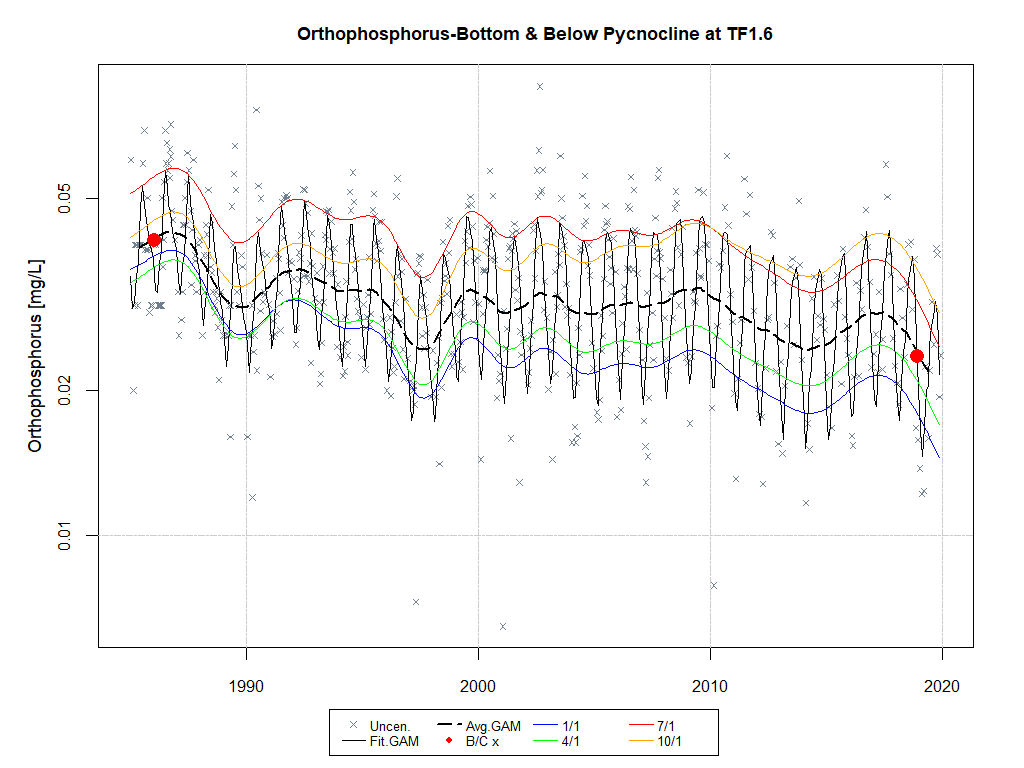 Orthophosphorus-Bottom & Below Pycnocline at TF1.6
Orthophosphorus [mg/L]
0.05
0.02
0.01
1990 2000 2010 2020
Uncen. Avg.GAM 1/1 7/1
Fit.GAM B/C x 4/1 10/1